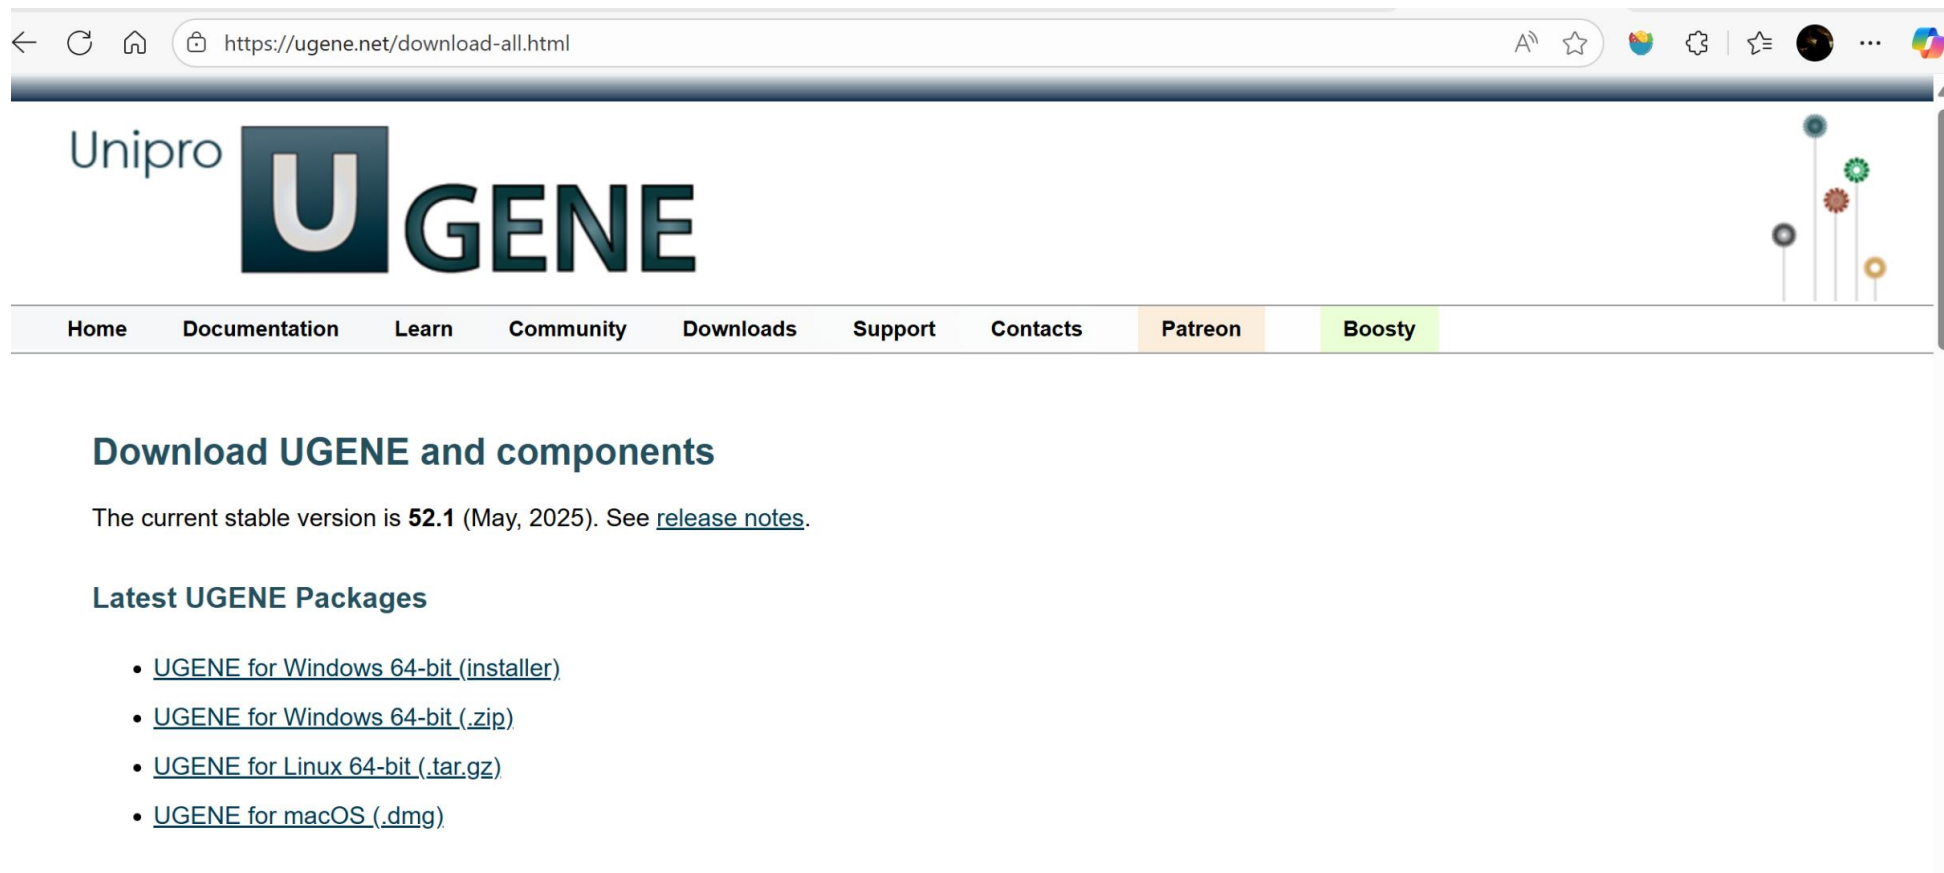 https://ugene.net/download-all.html
Unipro
UGENE
Home Documentation Learn Community Downloads Support Contacts Patreon Boosty
Download UGENE and components
The current stable version is 52.1 (May, 2025). See release notes.
Latest UGENE Packages
• UGENE for Windows 64-bit (installer)
• UGENE for Windows 64-bit (.zip)
• UGENE for Linux 64-bit (.tar.gz)
• UGENE for macOS (.dmg)